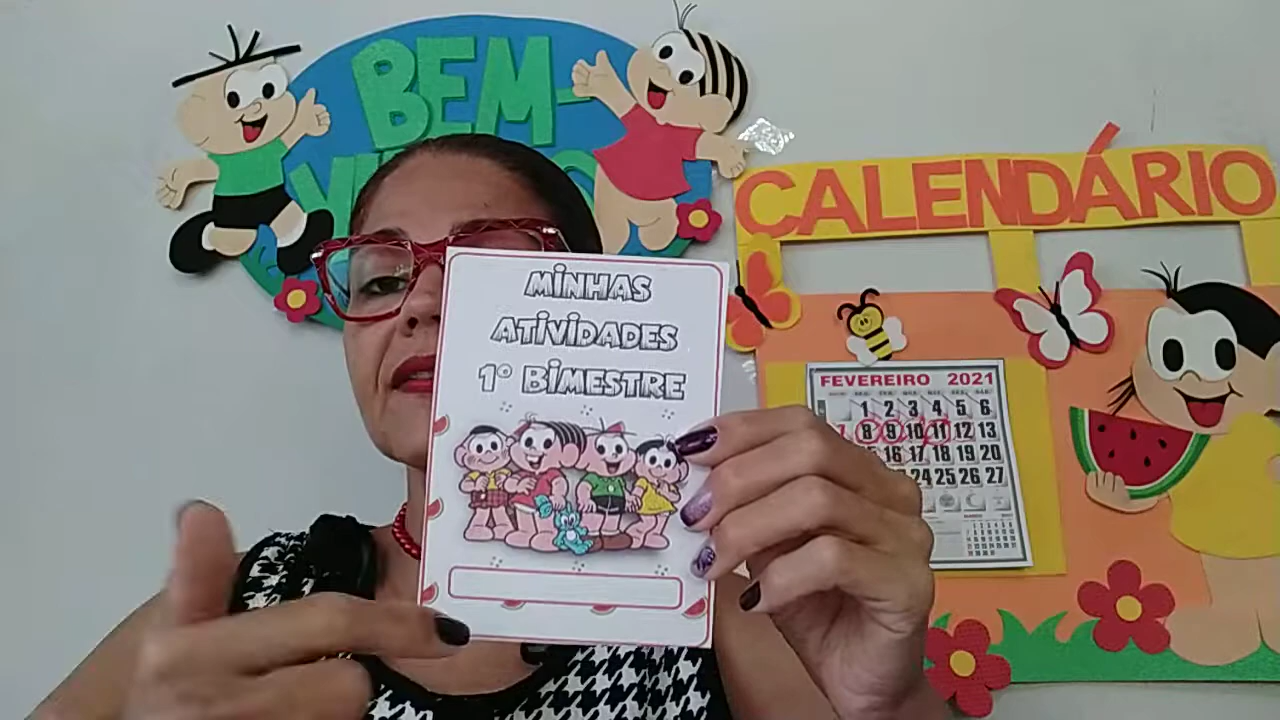 BEM-
CALENDÁRIO
MINHAS
ATIVIDADES
1º BIMESTRE
FEVEREIRO 2021
1 2 3 4 5 6
8 9 10 11 12 13
16 17 18 19 20
24 25 26 27